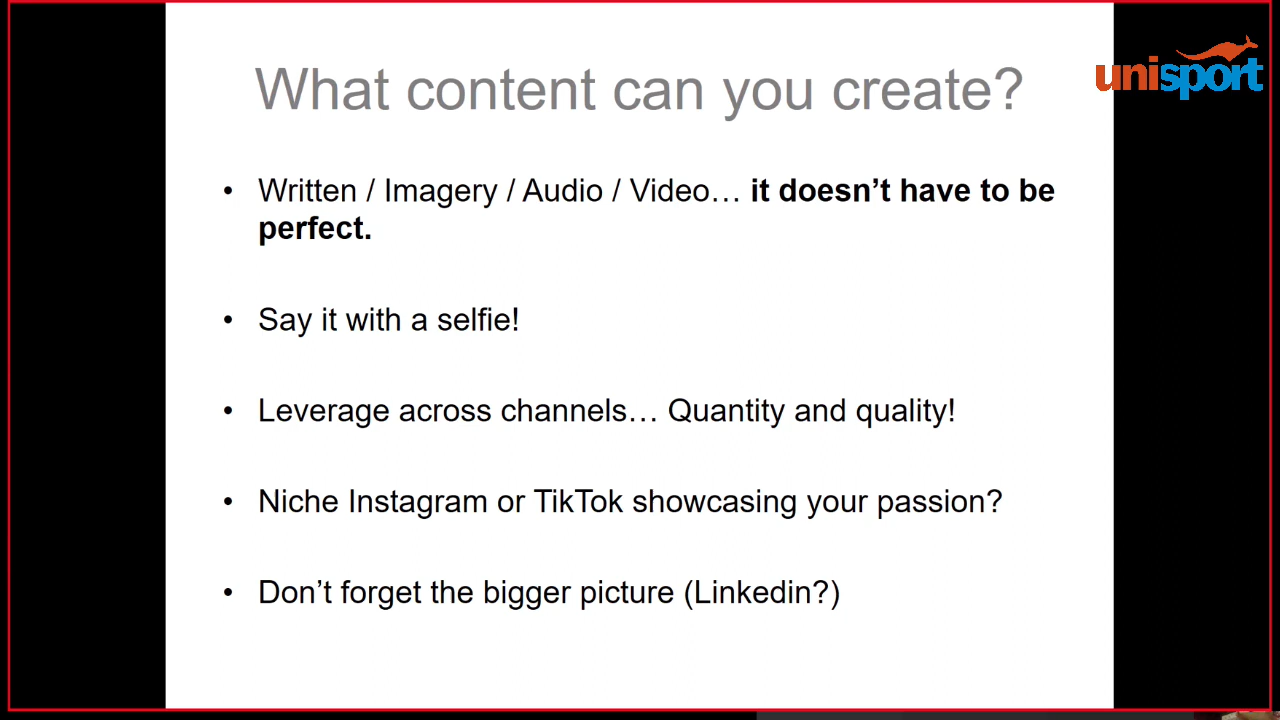 What content can you create?
unisport
• Written / Imagery / Audio / Video… it doesn’t have to be
perfect.
• Say it with a selfie!
• Leverage across channels… Quantity and quality!
• Niche Instagram or TikTok showcasing your passion?
• Don’t forget the bigger picture (Linkedin?)